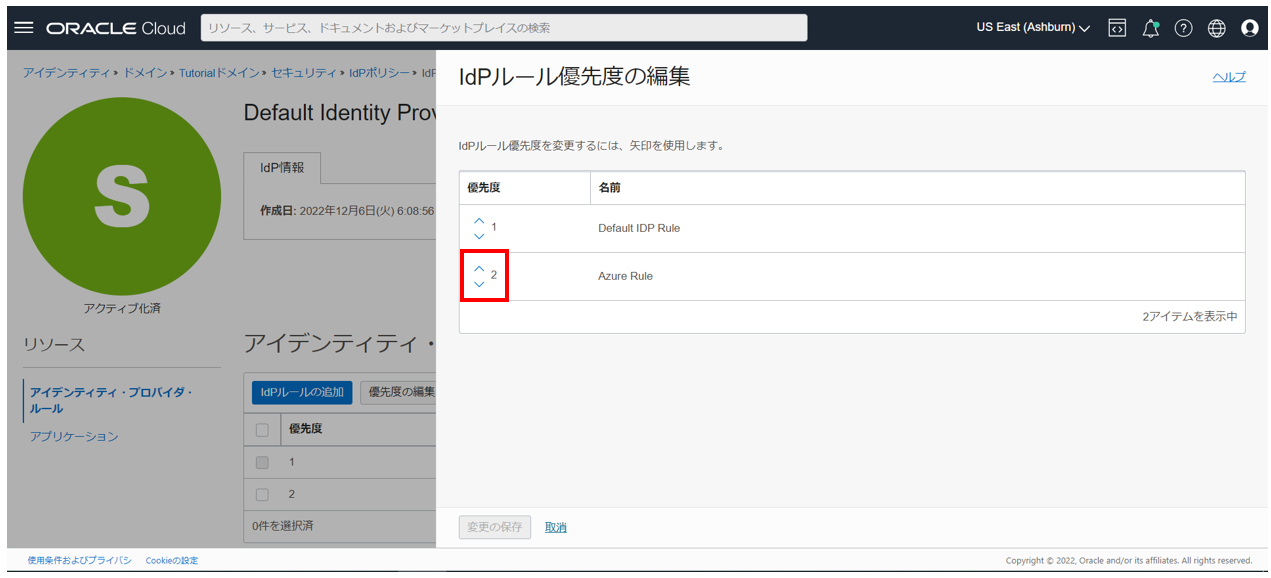 ORACLE Cloud
リソース、サービス、ドキュメントおよびマーケットプレイスの検索
US East (Ashburn)
アイデンティティ » ドメイン » Tutorialドメイン » セキュリティ » IdPポリシー » IdF
S
アクティブ化済
リソース
アイデンティティ・プロバイダ・
ルール
アプリケーション
Default Identity Prov
IdP情報
作成日: 2022年12月6日(火) 6:08:56
アイデンティティ・
IdPルールの追加 優先度の編集
優先度
1
2
0件を選択済
IdPルール優先度の編集
ヘルプ
IdPルール優先度を変更するには、矢印を使用します。
優先度 名前
1 Default IDP Rule
2 Azure Rule
2アイテムを表示中
変更の保存 取消
使用条件およびプライバシ Cookieの設定
Copyright © 2022, Oracle and/or its affiliates. All rights reserved.